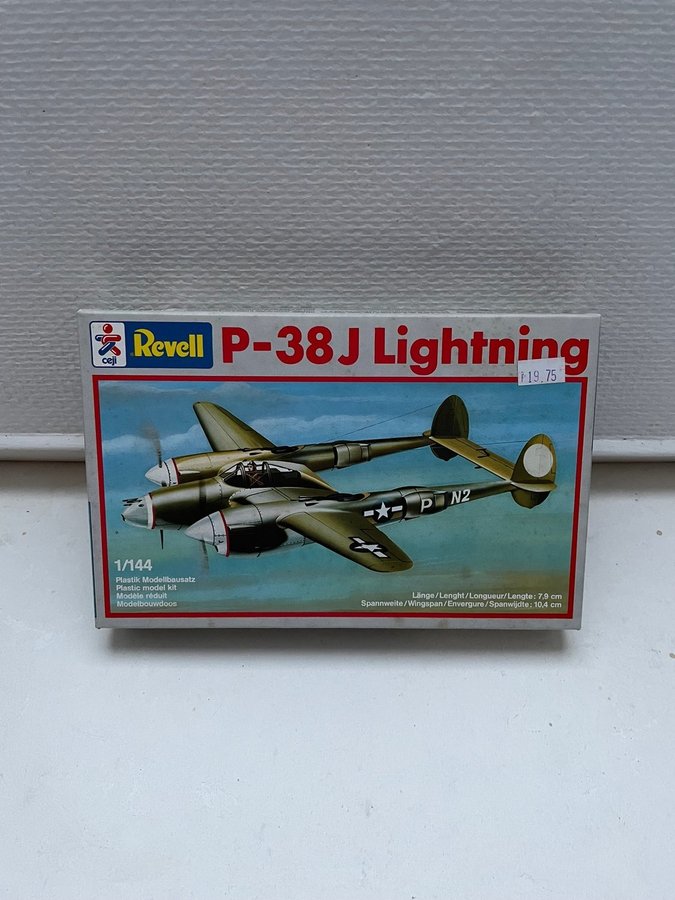 ceji
Revell
P-38J Lightning
19.75
1/144
Plastik Modellbausatz
Plastic model kit
Modèle réduit
Modelbouwdoos
P N2
Länge/Lenght/Longueur/Lengte: 7,9 cm
Spannweite/Wingspan/Envergure/Spanwijdte: 10,4 cm